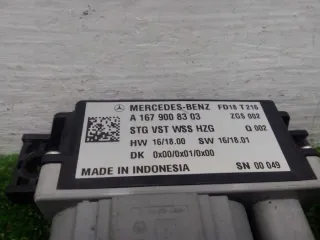 MERCEDES-BENZ FD18 T216
A 167 900 83 03 ZGS 002
STG VST WSS HZG Q 002
HW 16/18.00 SW 16/18.01
DK 0x00/0x01/0x00
MADE IN INDONESIA SN 00 049